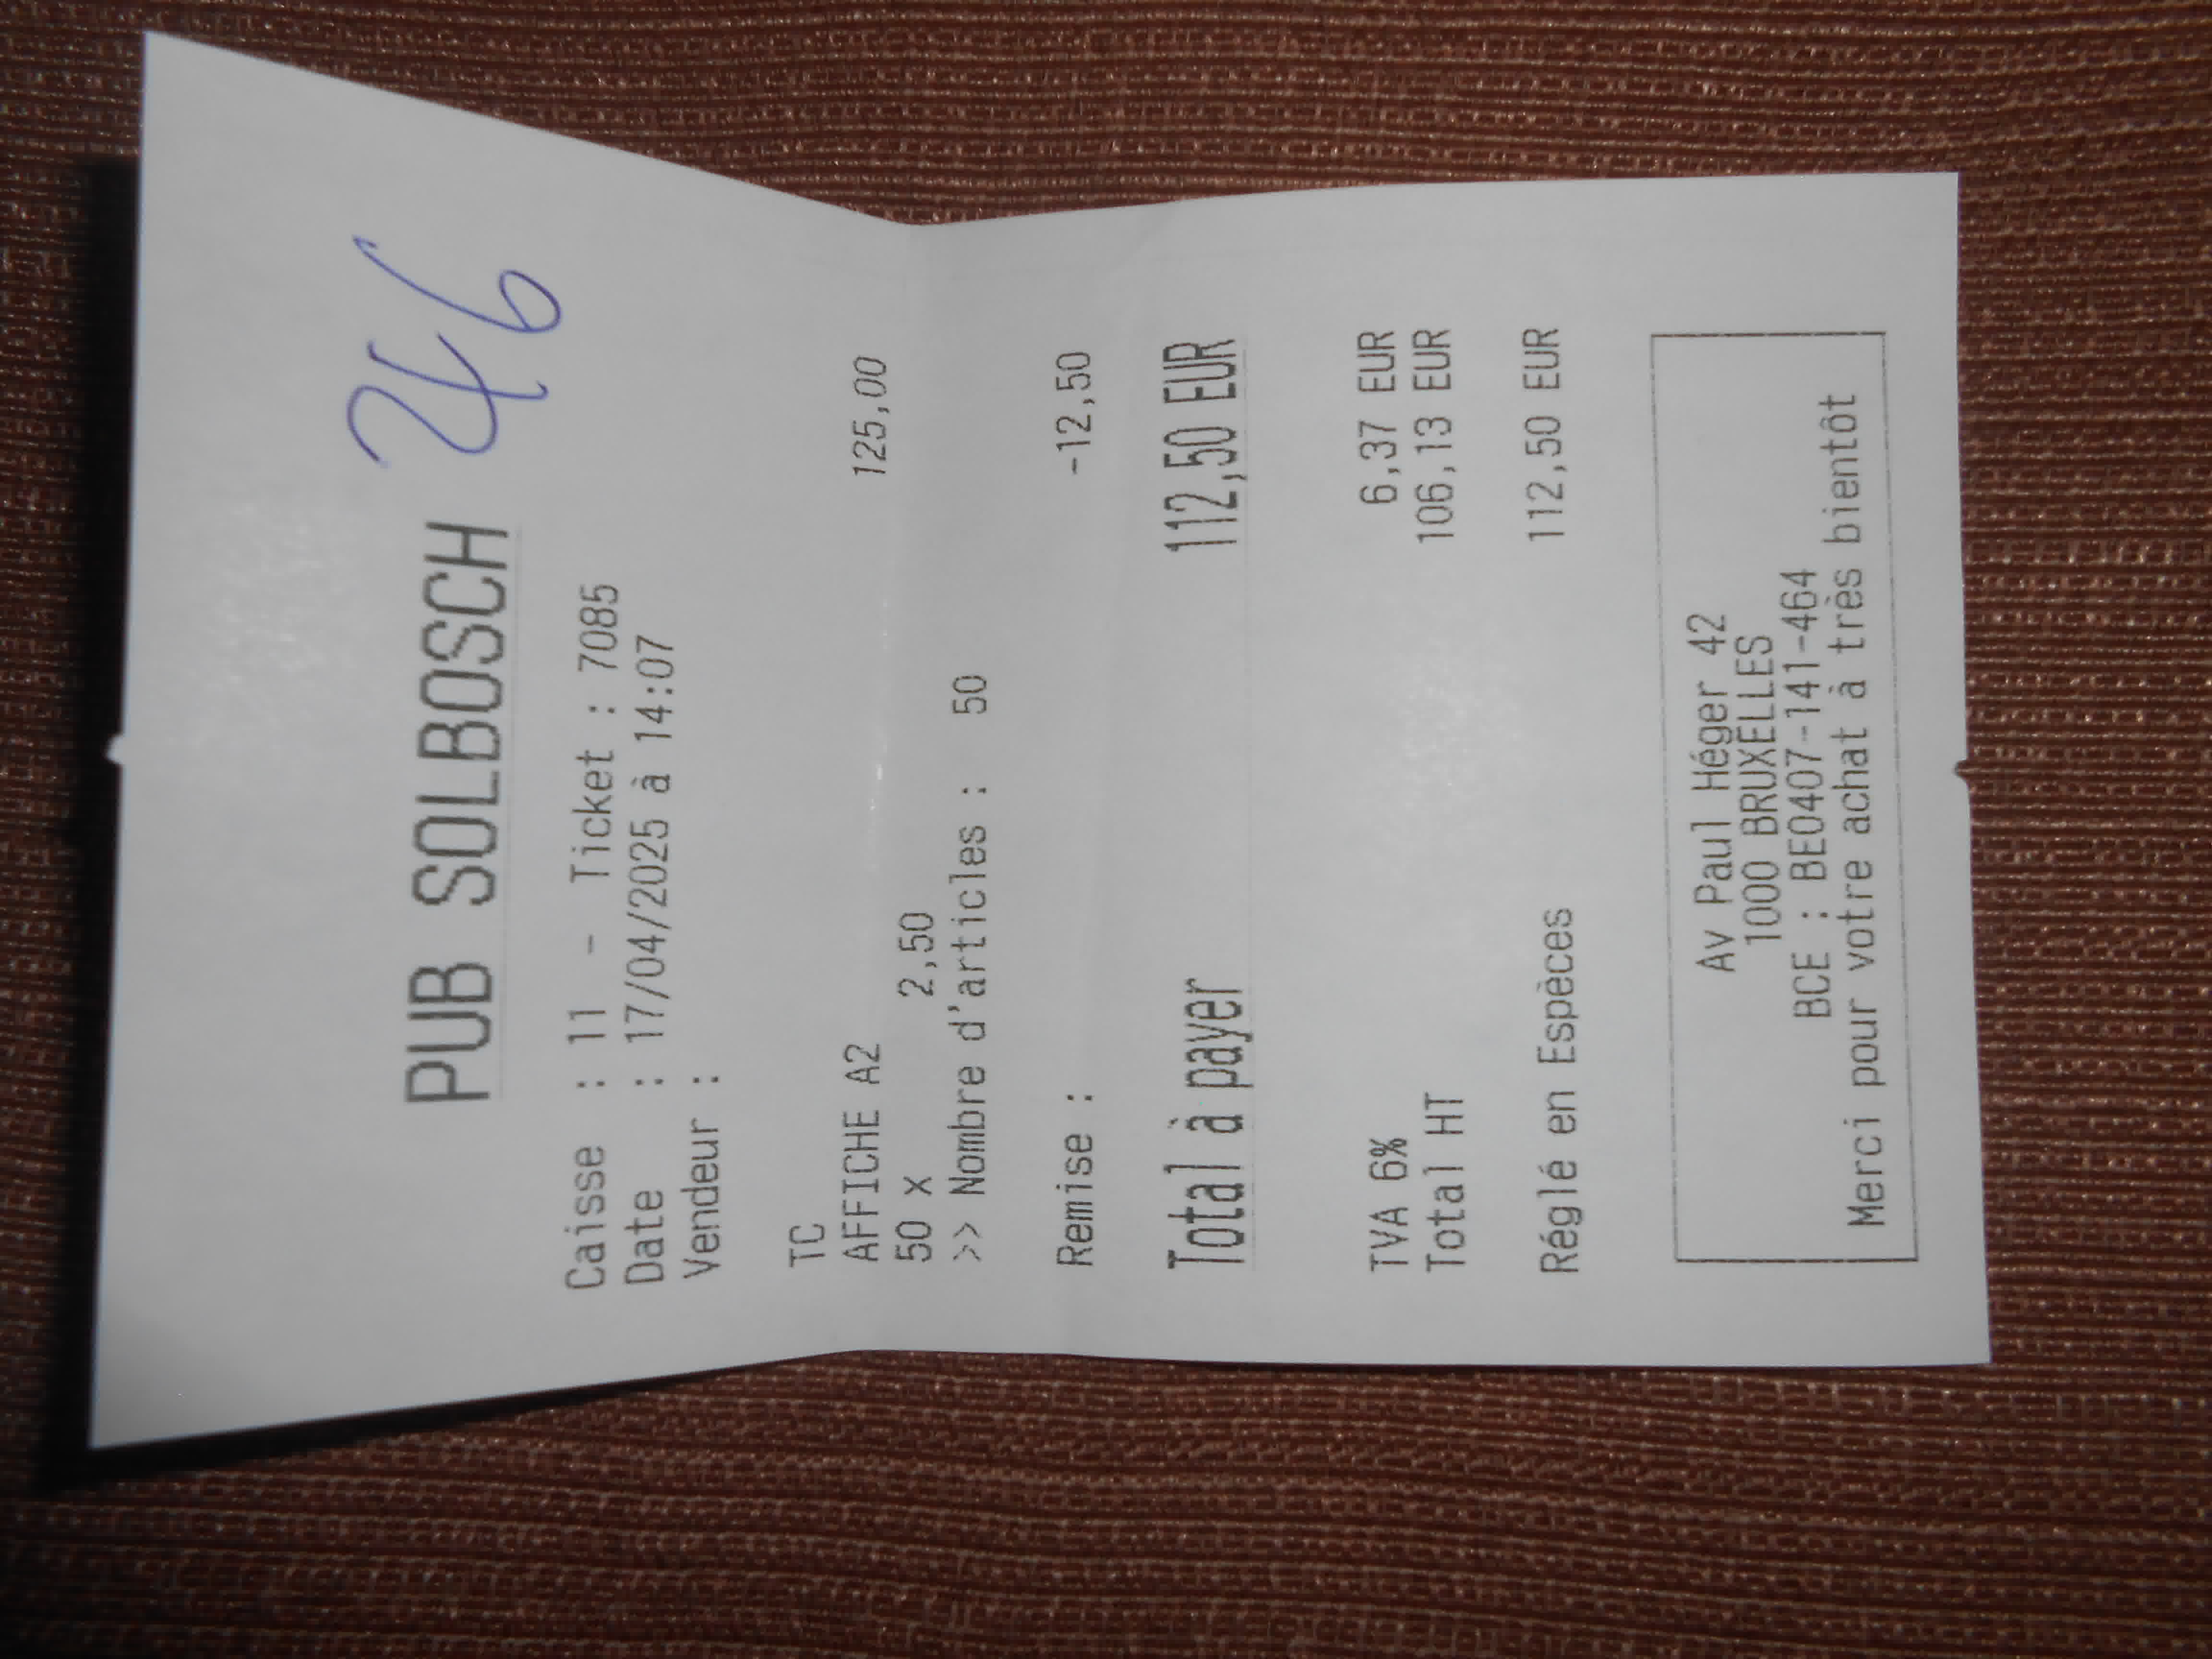 PUB SOLBOSCH
246
Caisse : 11 - Ticket : 7085
Date : 17/04/2025 à 14:07
Vendeur :
TC
AFFICHE A2 125,00
50 x 2,50
>> Nombre d'articles : 50
Remise : -12,50
Total à payer 112,50 EUR
TVA 6% 6,37 EUR
Total HT 106,13 EUR
Réglé en Espèces 112,50 EUR
Av Paul Héger 42
1000 BRUXELLES
BCE : BE0407-141-464
Merci pour votre achat à très bientôt